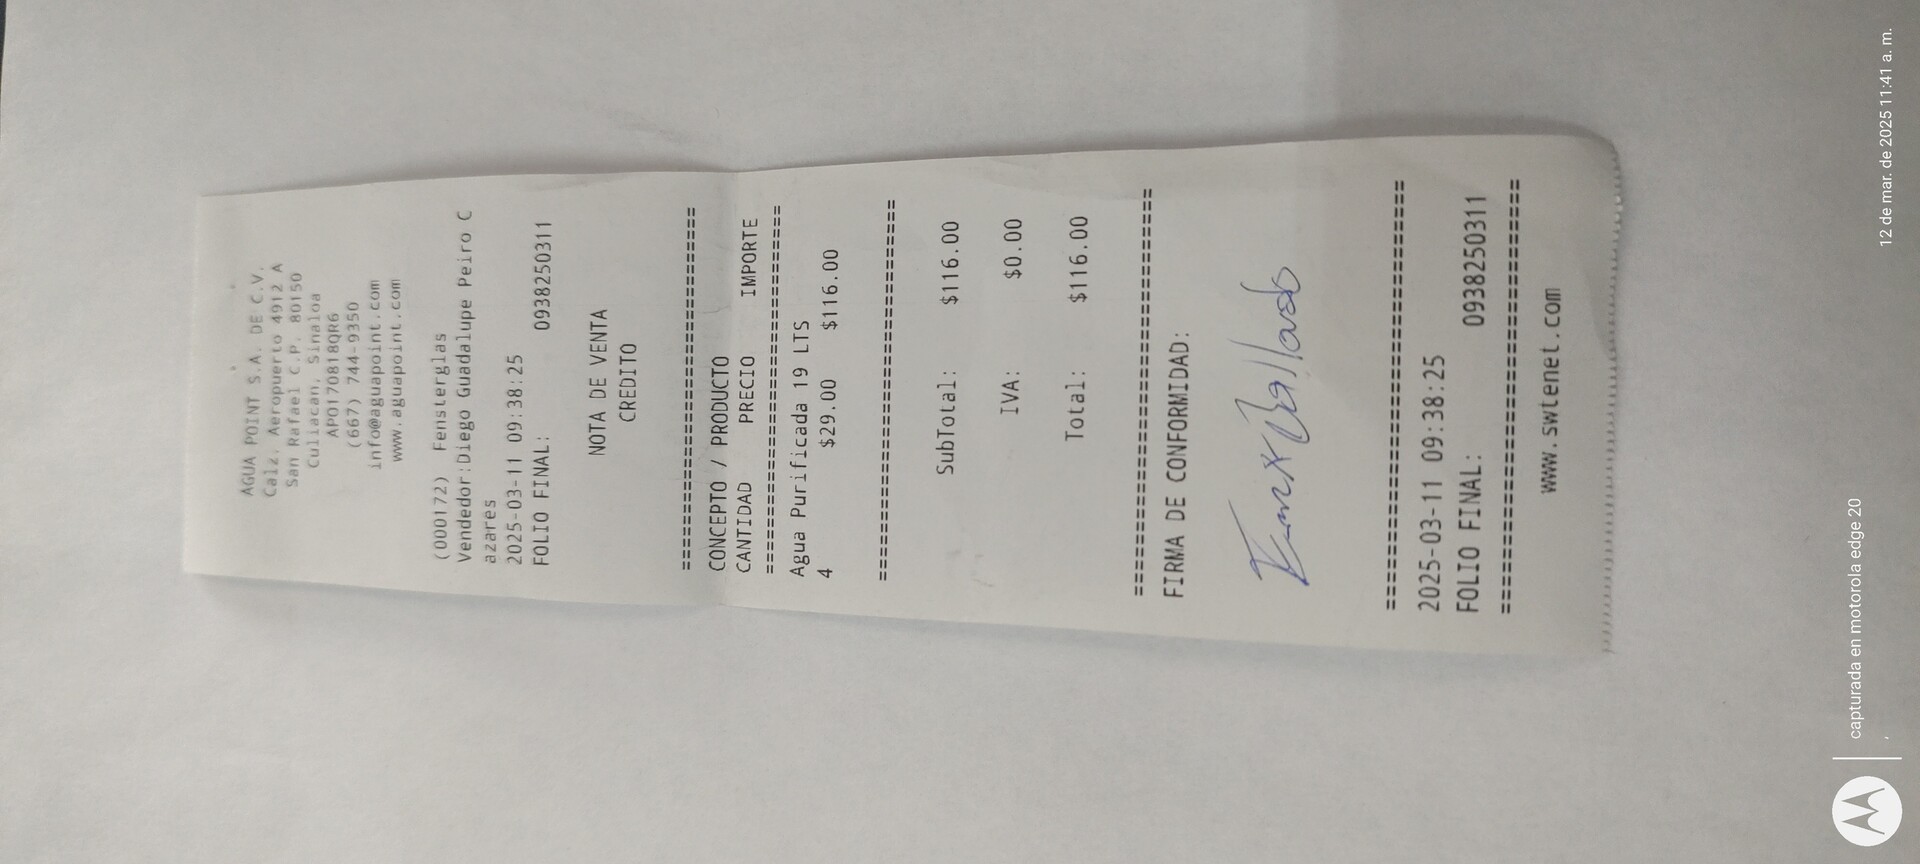 AGUA POINT S.A. DE C.V.
Calz. Aeropuerto 4912 A
San Rafael C.P. 80150
Culiacan, Sinaloa
APO170818QR6
(667) 744-9350
info@aguapoint.com
www.aguapoint.com
(000172) Fensterglas
Vendedor:Diego Guadalupe Peiro C
azares
2025-03-11 09:38:25
FOLIO FINAL: 0938250311
NOTA DE VENTA
CREDITO
================================
CONCEPTO / PRODUCTO
CANTIDAD PRECIO IMPORTE
================================
Agua Purificada 19 LTS
4 $29.00 $116.00
================================
SubTotal: $116.00
IVA: $0.00
Total: $116.00
================================
FIRMA DE CONFORMIDAD:
================================
2025-03-11 09:38:25
FOLIO FINAL: 0938250311
================================
www.swtenet.com
capturada en motorola edge 20
12 de mar. de 2025 11:41 a. m.